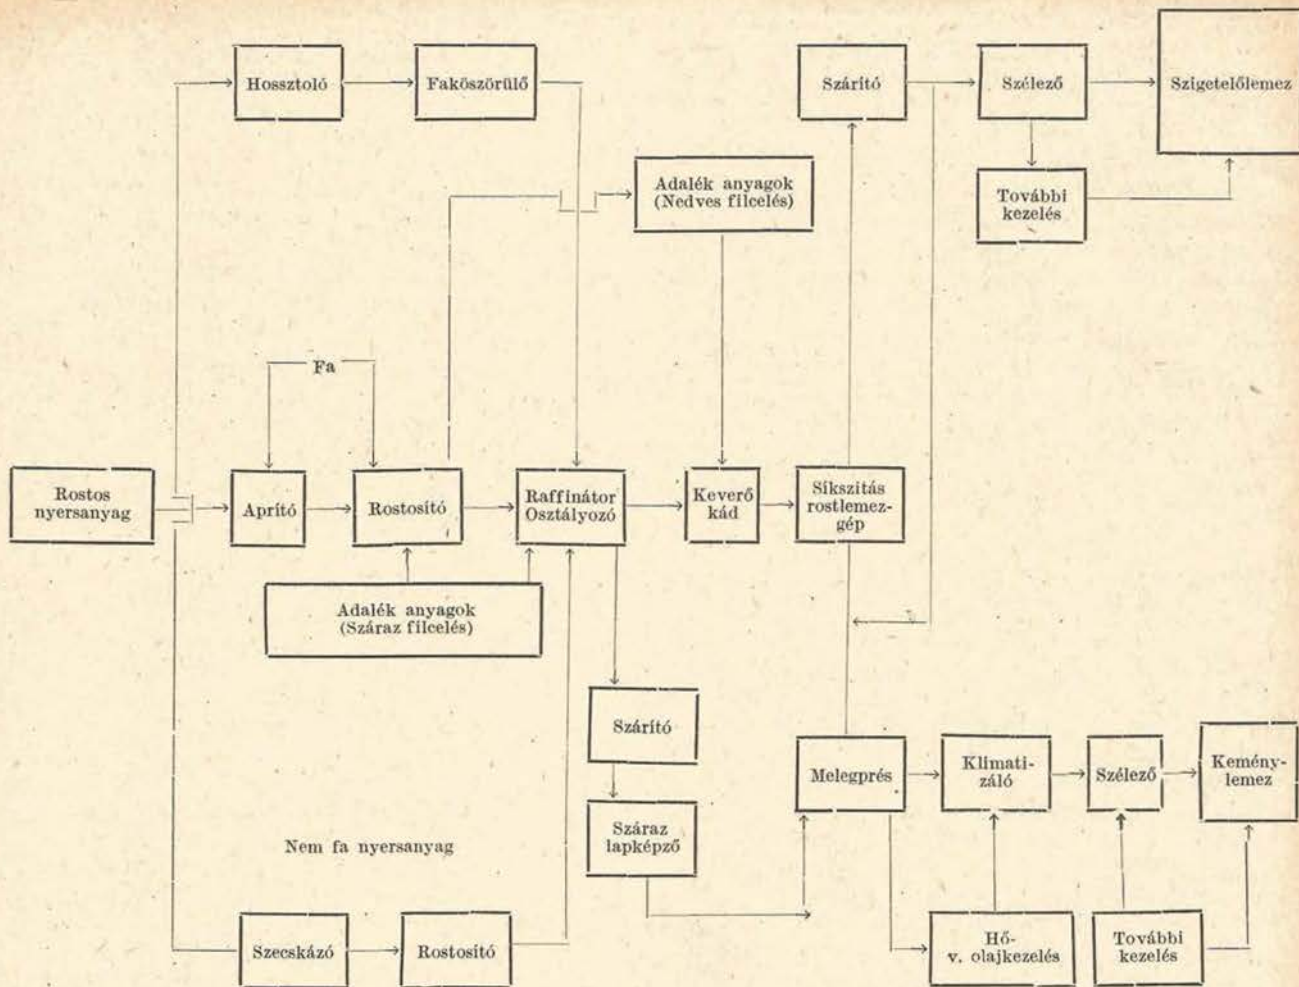 Hossztoló
Faköszörülő
Szárító
Szélező
Szigetelőlemez
Adalék anyagok
(Nedves filcelés)
További
kezelés
Fa
Rostos
nyersanyag
Aprító
Rostosító
Raffinátor
Osztályozó
Keverő
kád
Síkszitás
rostlemez-
gép
Adalék anyagok
(Száraz filcelés)
Szárító
Melegprés
Klimati-
záló
Szélező
Kemény-
lemez
Száraz
lapképző
Nem fa nyersanyag
Szecskázó
Rostosító
Hő-
v. olajkezelés
További
kezelés